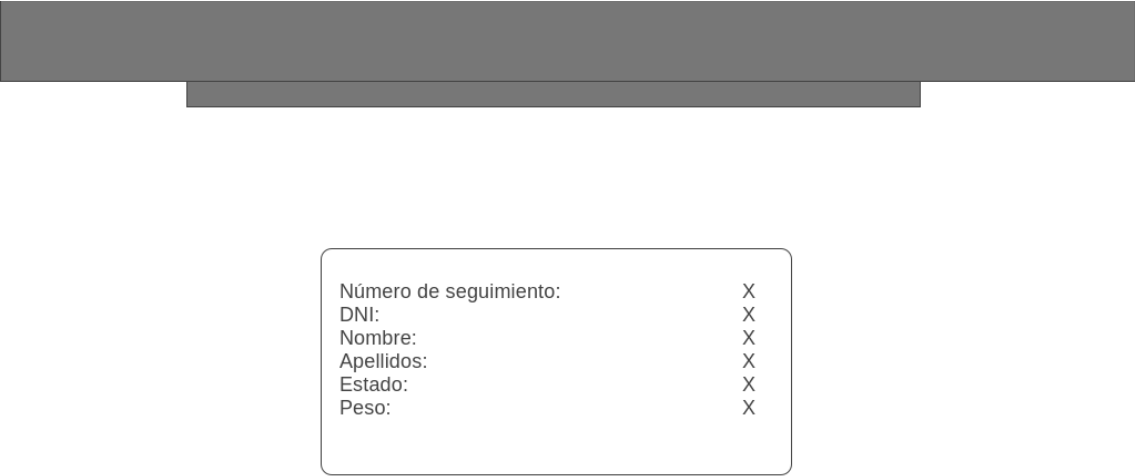 Número de seguimiento: X
DNI: X
Nombre: X
Apellidos: X
Estado: X
Peso: X